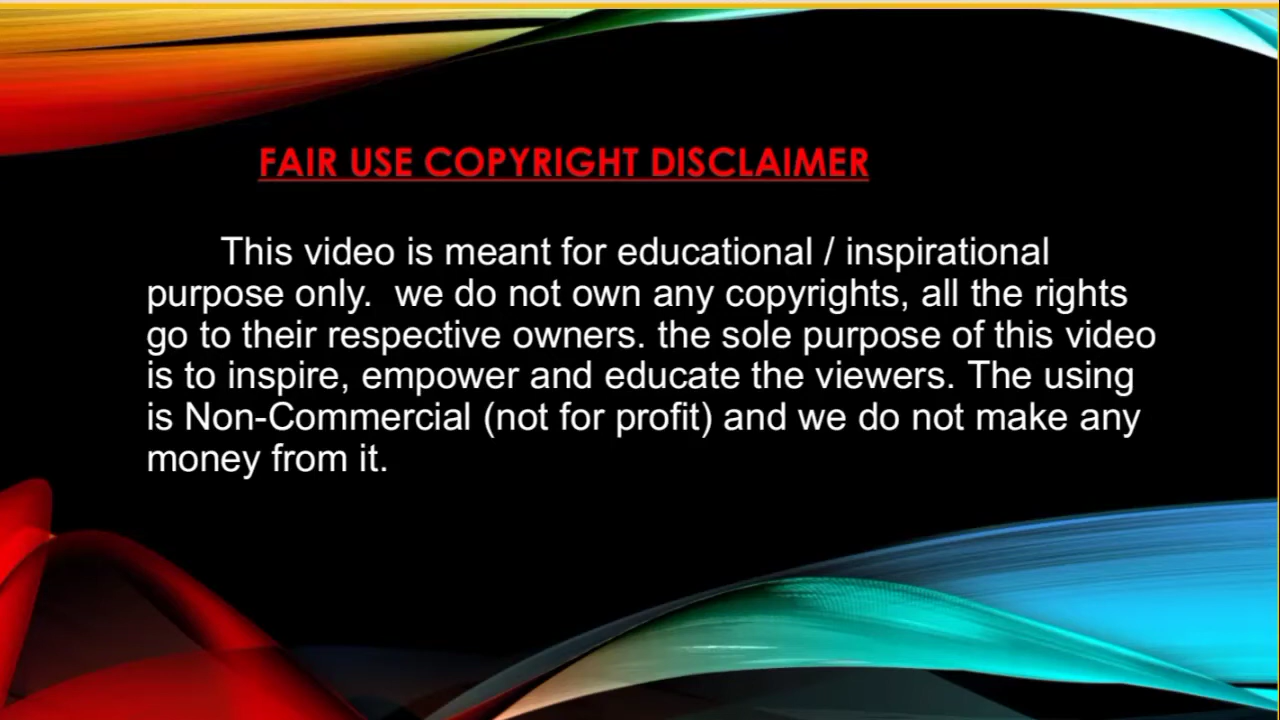 FAIR USE COPYRIGHT DISCLAIMER
This video is meant for educational / inspirational
purpose only.  we do not own any copyrights, all the rights
go to their respective owners. the sole purpose of this video
is to inspire, empower and educate the viewers. The using
is Non-Commercial (not for profit) and we do not make any
money from it.